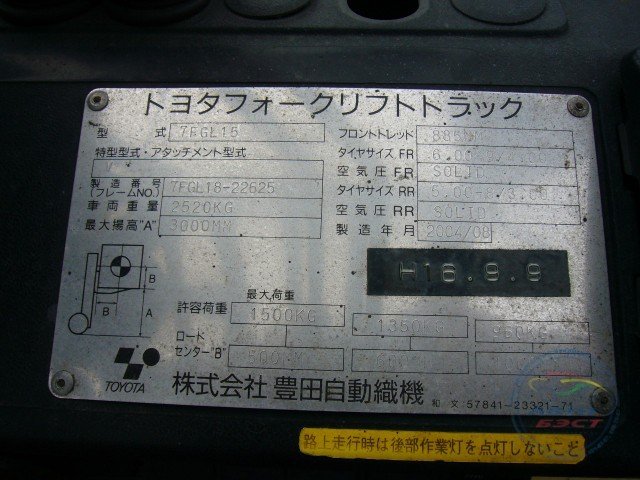 トヨタフォークリフトトラック
型 式 7FGL15
特型型式・アタッチメント型式
製造番号 (フレームNO.) 7FGL18-22625
車両重量 2520KG
最大揚高"A" 3000MM
フロントトレッド 885MM
タイヤサイズ FR
空気圧 FR SOLID
タイヤサイズ RR
空気圧 RR SOLID
製造年月 2004/08
H16.9.9
B
B
A
最大荷重
許容荷重 1500KG 1350KG
ロードセンター"B"
TOYOTA
株式会社 豊田自動織機
和 文 57841-23321-71
БЭСТ
路上走行時は後部作業灯を点灯しないこと